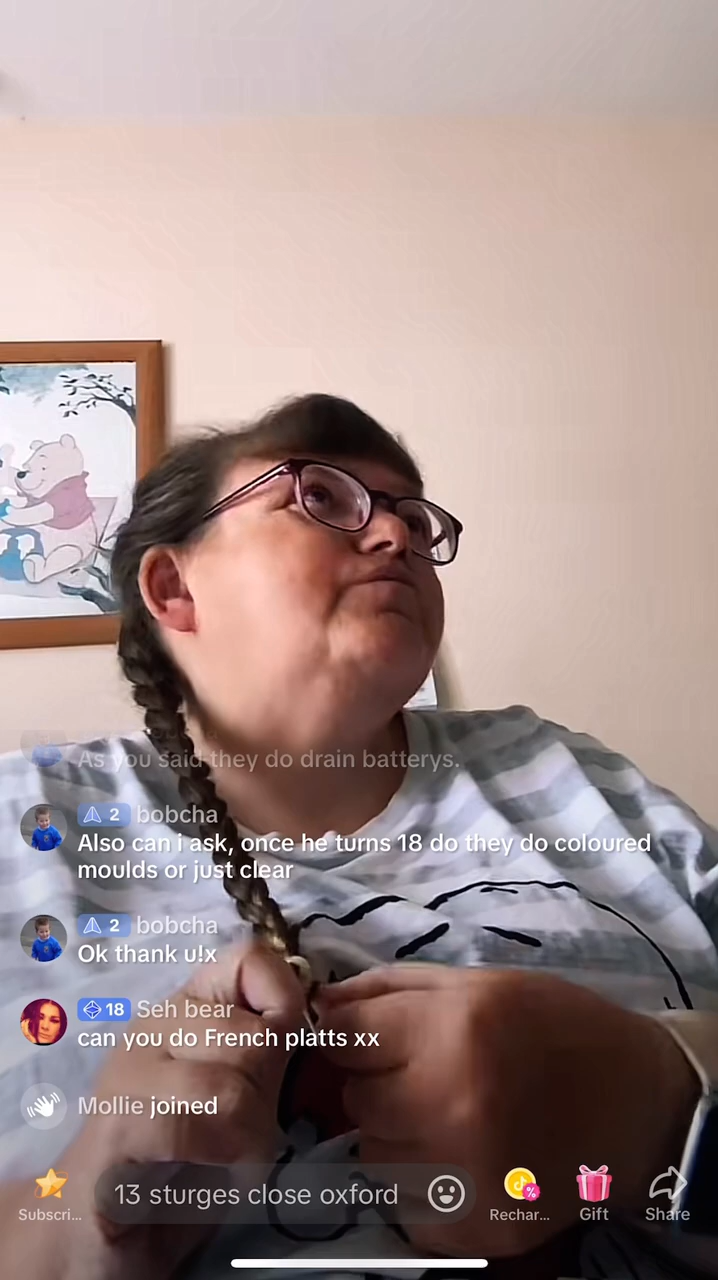 As you said they do drain batterys.
2 bobcha
Also can i ask, once he turns 18 do they do coloured
moulds or just clear
2 bobcha
Ok thank u!x
18 Seh bear
can you do French platts xx
Mollie joined
13 sturges close oxford
Subscri... Rechar... Gift Share